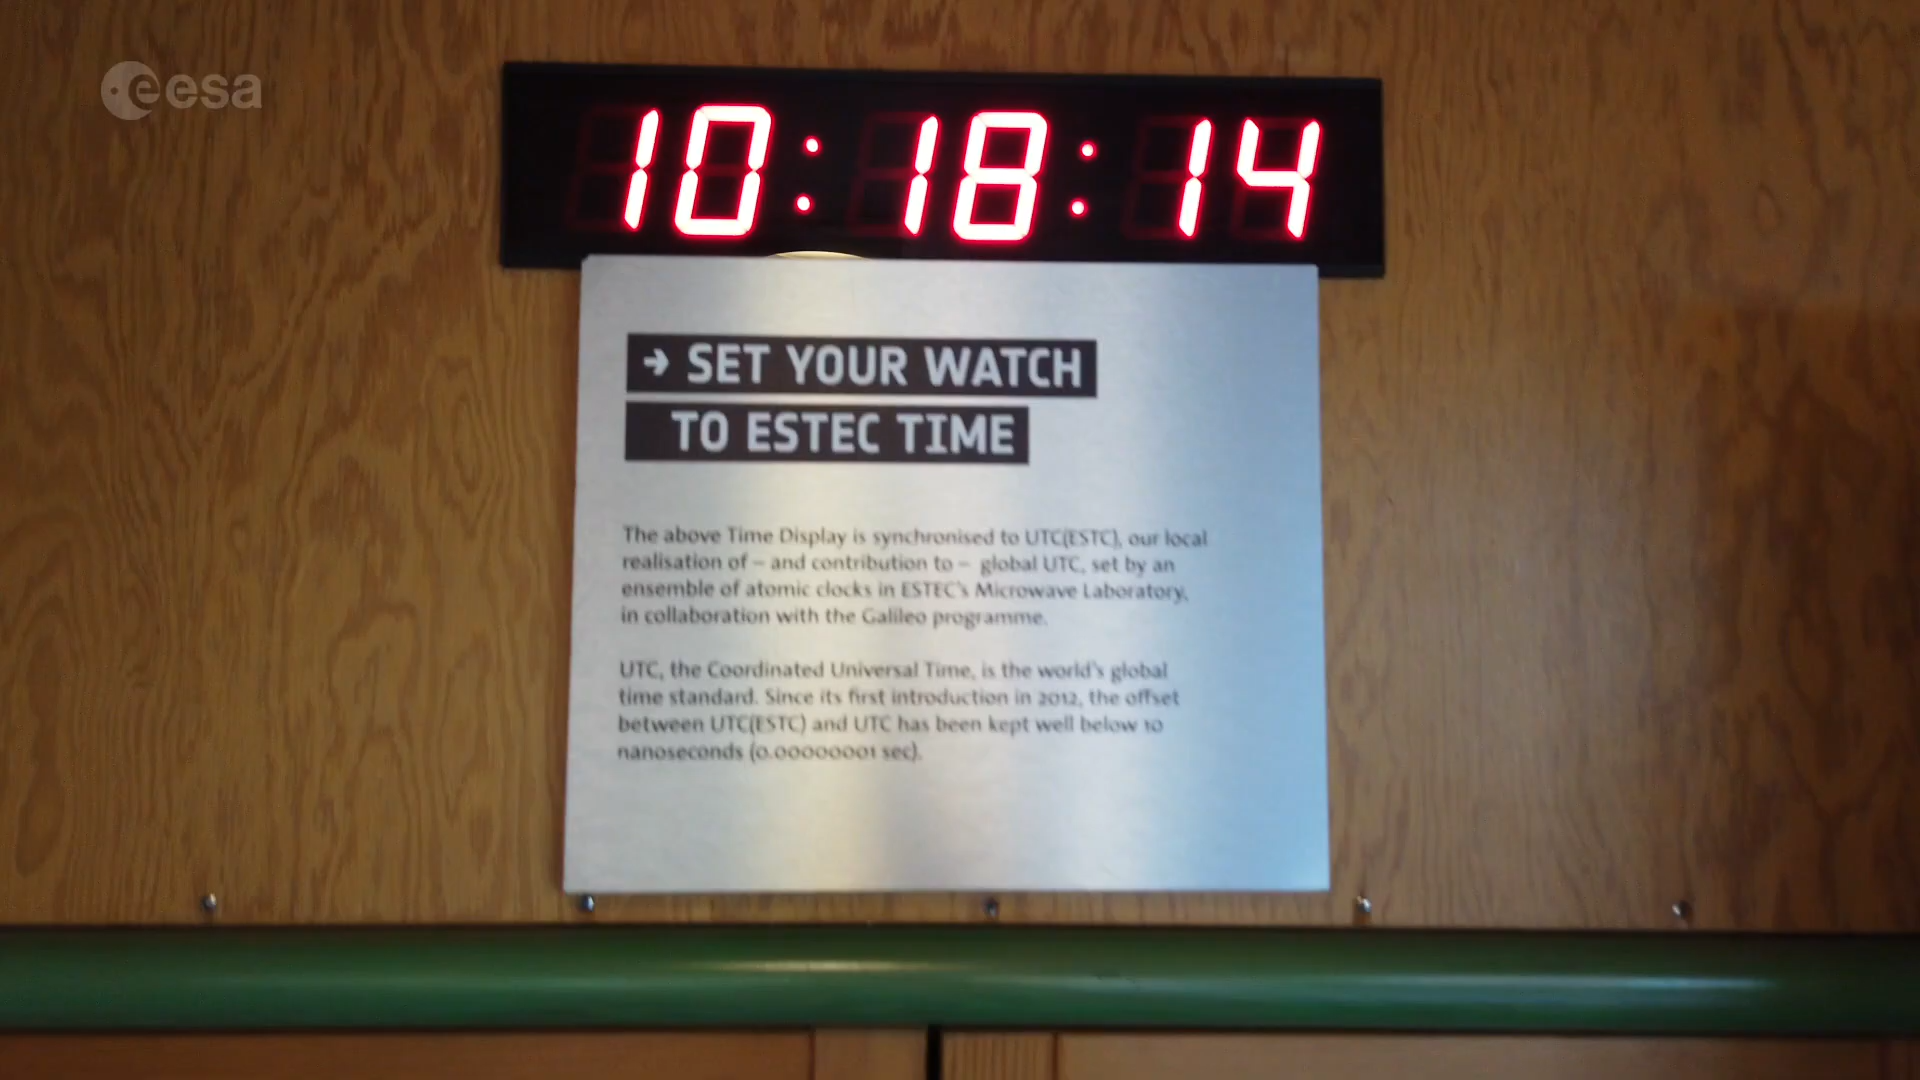 esa
10:18:14
→ SET YOUR WATCH
TO ESTEC TIME
The above Time Display is synchronised to UTC(ESTC), our local
realisation of – and contribution to – global UTC, set by an
ensemble of atomic clocks in ESTEC's Microwave Laboratory,
in collaboration with the Galileo programme.
UTC, the Coordinated Universal Time, is the world's global
time standard. Since its first introduction in 2012, the offset
between UTC(ESTC) and UTC has been kept well below 10
nanoseconds (0.00000001 sec).